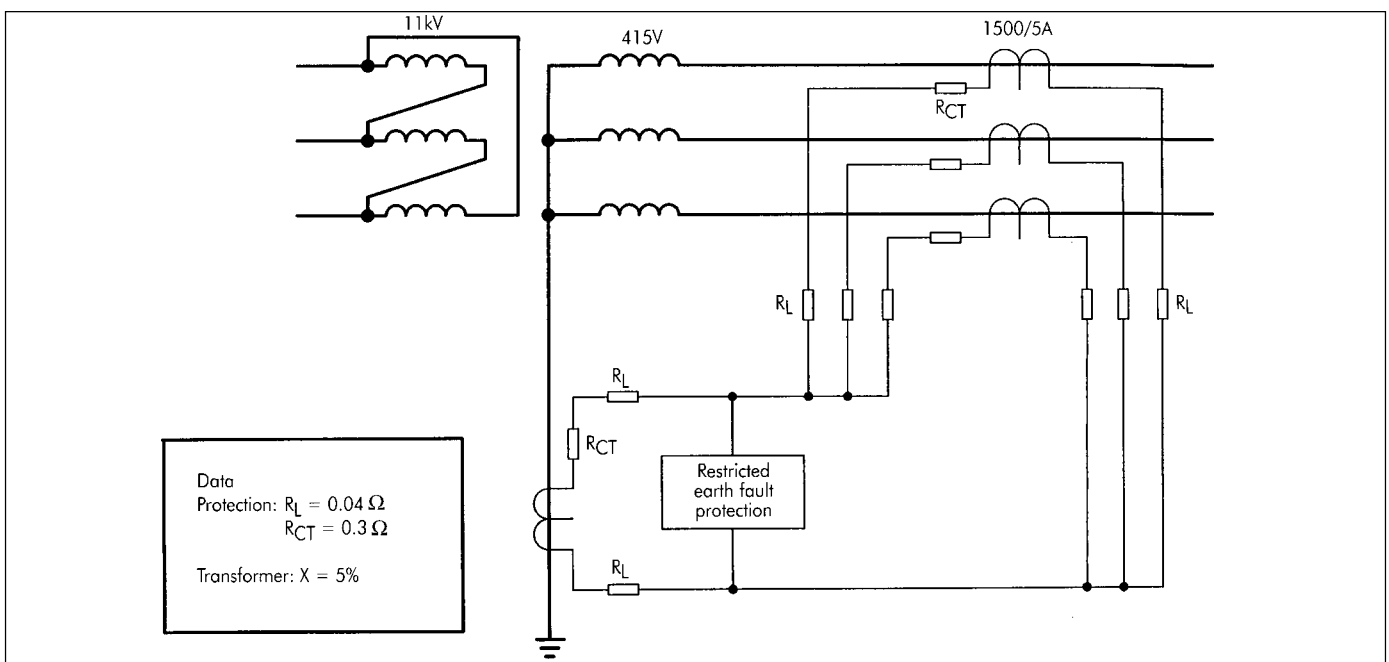 11kV
415V
1500/5A
RCT
RL
RL
RL
RCT
Restricted
earth fault
protection
Data
Protection: RL = 0.04 Ω
RCT = 0.3 Ω
Transformer: X = 5%
RL